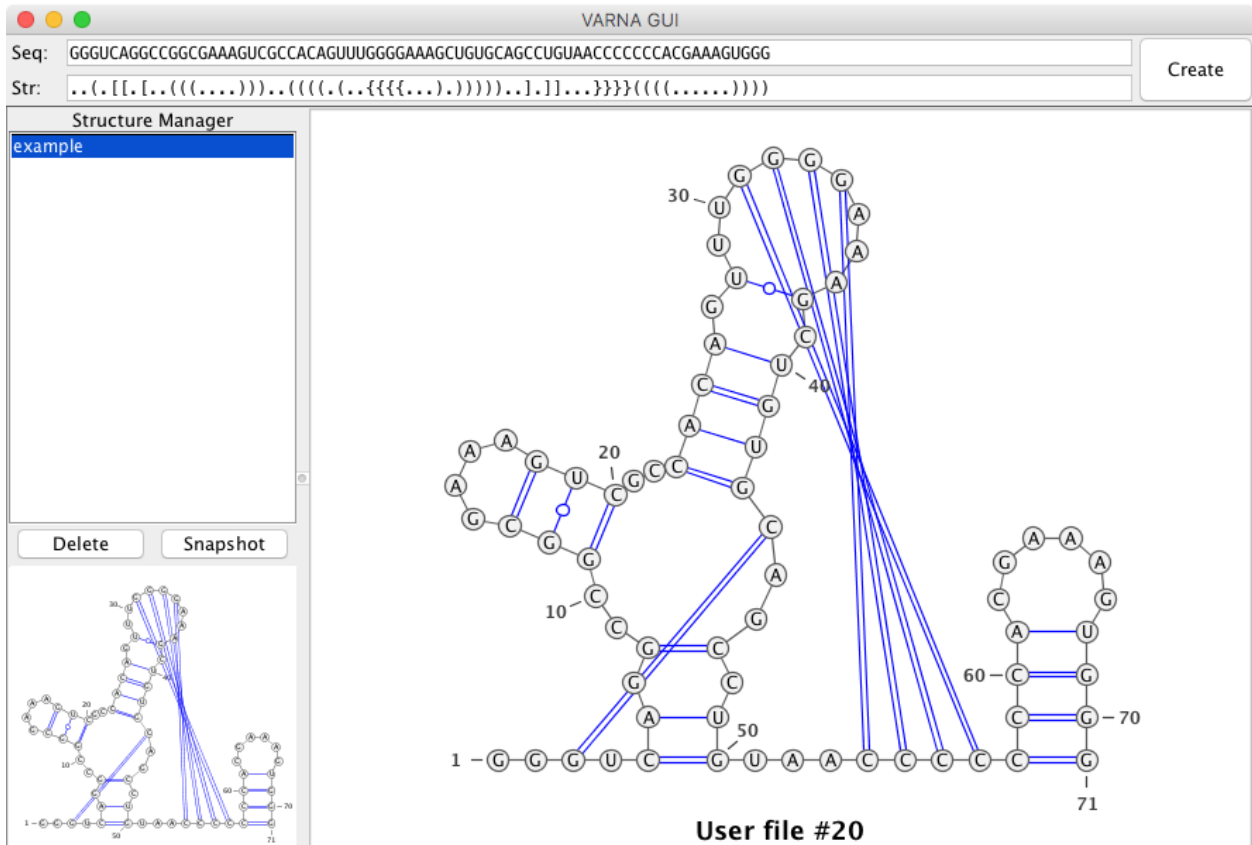 VARNA GUI
Seq: GGGUCAGGCCGGCGAAAGUCGCCACAGUUUGGGGAAAGCUGUGCAGCCUGUAACCCCCCCACGAAAGUGGG
Create
Str: ..(.[[.[..(((....)))..((((.(..{{{{...).)))))..].]]...}}}}((((......))))
Structure Manager
example
Delete Snapshot
1 G G G U C A G G C C 10
G G C G A A A G U C 20
G C C A C A G U U U 30
G G G G A A A G C U 40
G U G C A G C C U G 50
U A A C C C C C C C 60
A C G A A A G U G G 70
G 71
User file #20